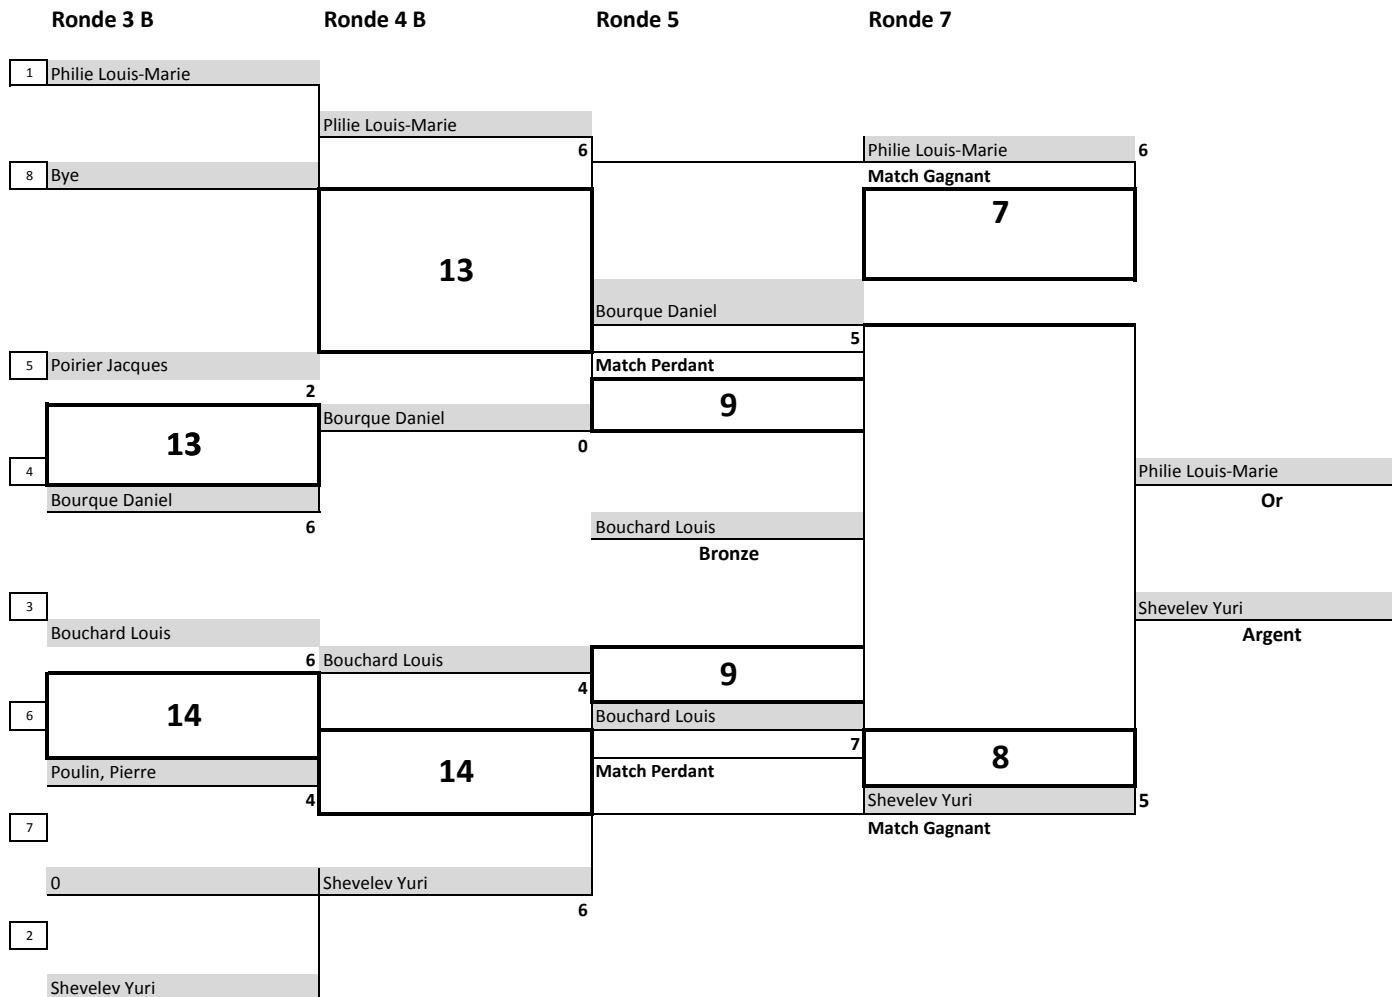 Ronde 3 B Ronde 4 B Ronde 5 Ronde 7
1 Philie Louis-Marie
Plilie Louis-Marie
6 Philie Louis-Marie 6
8 Bye Match Gagnant
7
13
Bourque Daniel
5
5 Poirier Jacques Match Perdant
2
9
Bourque Daniel
13
0
4 Philie Louis-Marie
Bourque Daniel Or
6 Bouchard Louis
Bronze
3 Shevelev Yuri
Bouchard Louis Argent
6 Bouchard Louis
9
4
6 14 Bouchard Louis
7
8
Poulin, Pierre 14 Match Perdant
4 Shevelev Yuri 5
7 Match Gagnant
0 Shevelev Yuri
6
2
Shevelev Yuri